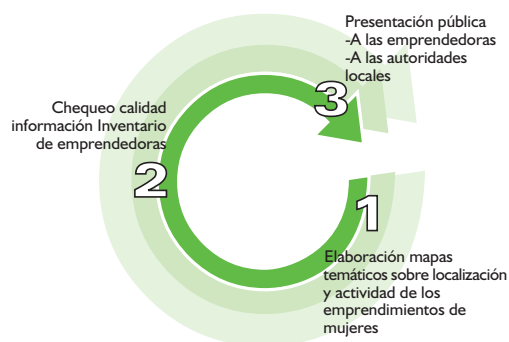 Presentación pública
-A las emprendedoras
-A las autoridades
locales
3
Chequeo calidad
información Inventario
de emprendedoras
2
1
Elaboración mapas
temáticos sobre localización
y actividad de los
emprendimientos de
mujeres